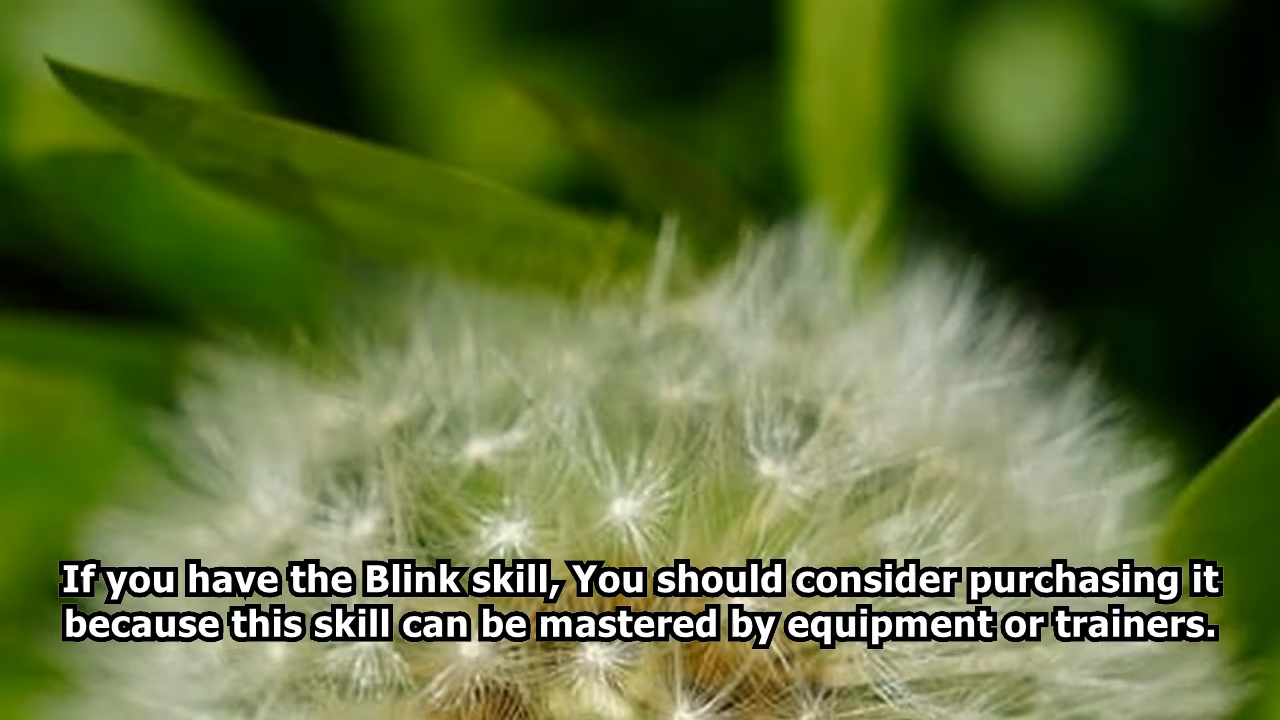 If you have the Blink skill, You should consider purchasing it
because this skill can be mastered by equipment or trainers.